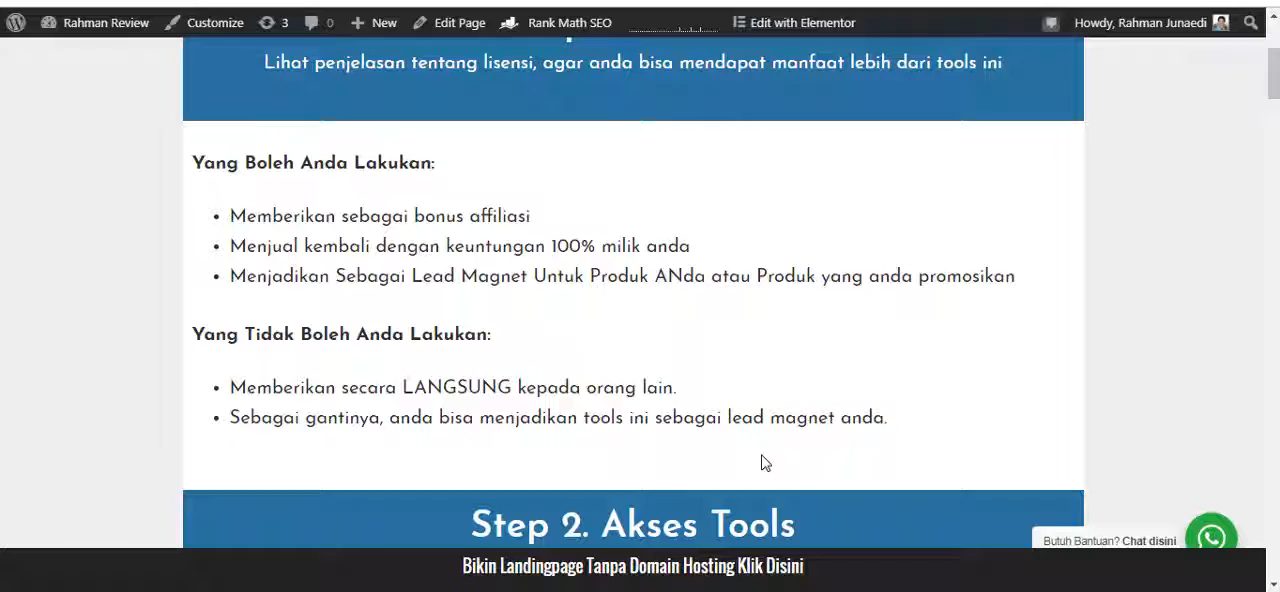 Rahman Review Customize 3 0 New Edit Page Rank Math SEO Edit with Elementor Howdy, Rahman Junaedi
Lihat penjelasan tentang lisensi, agar anda bisa mendapat manfaat lebih dari tools ini
Yang Boleh Anda Lakukan:
• Memberikan sebagai bonus affiliasi
• Menjual kembali dengan keuntungan 100% milik anda
• Menjadikan Sebagai Lead Magnet Untuk Produk ANda atau Produk yang anda promosikan
Yang Tidak Boleh Anda Lakukan:
• Memberikan secara LANGSUNG kepada orang lain.
• Sebagai gantinya, anda bisa menjadikan tools ini sebagai lead magnet anda.
Step 2. Akses Tools
Butuh Bantuan? Chat disini
Bikin Landingpage Tanpa Domain Hosting Klik Disini